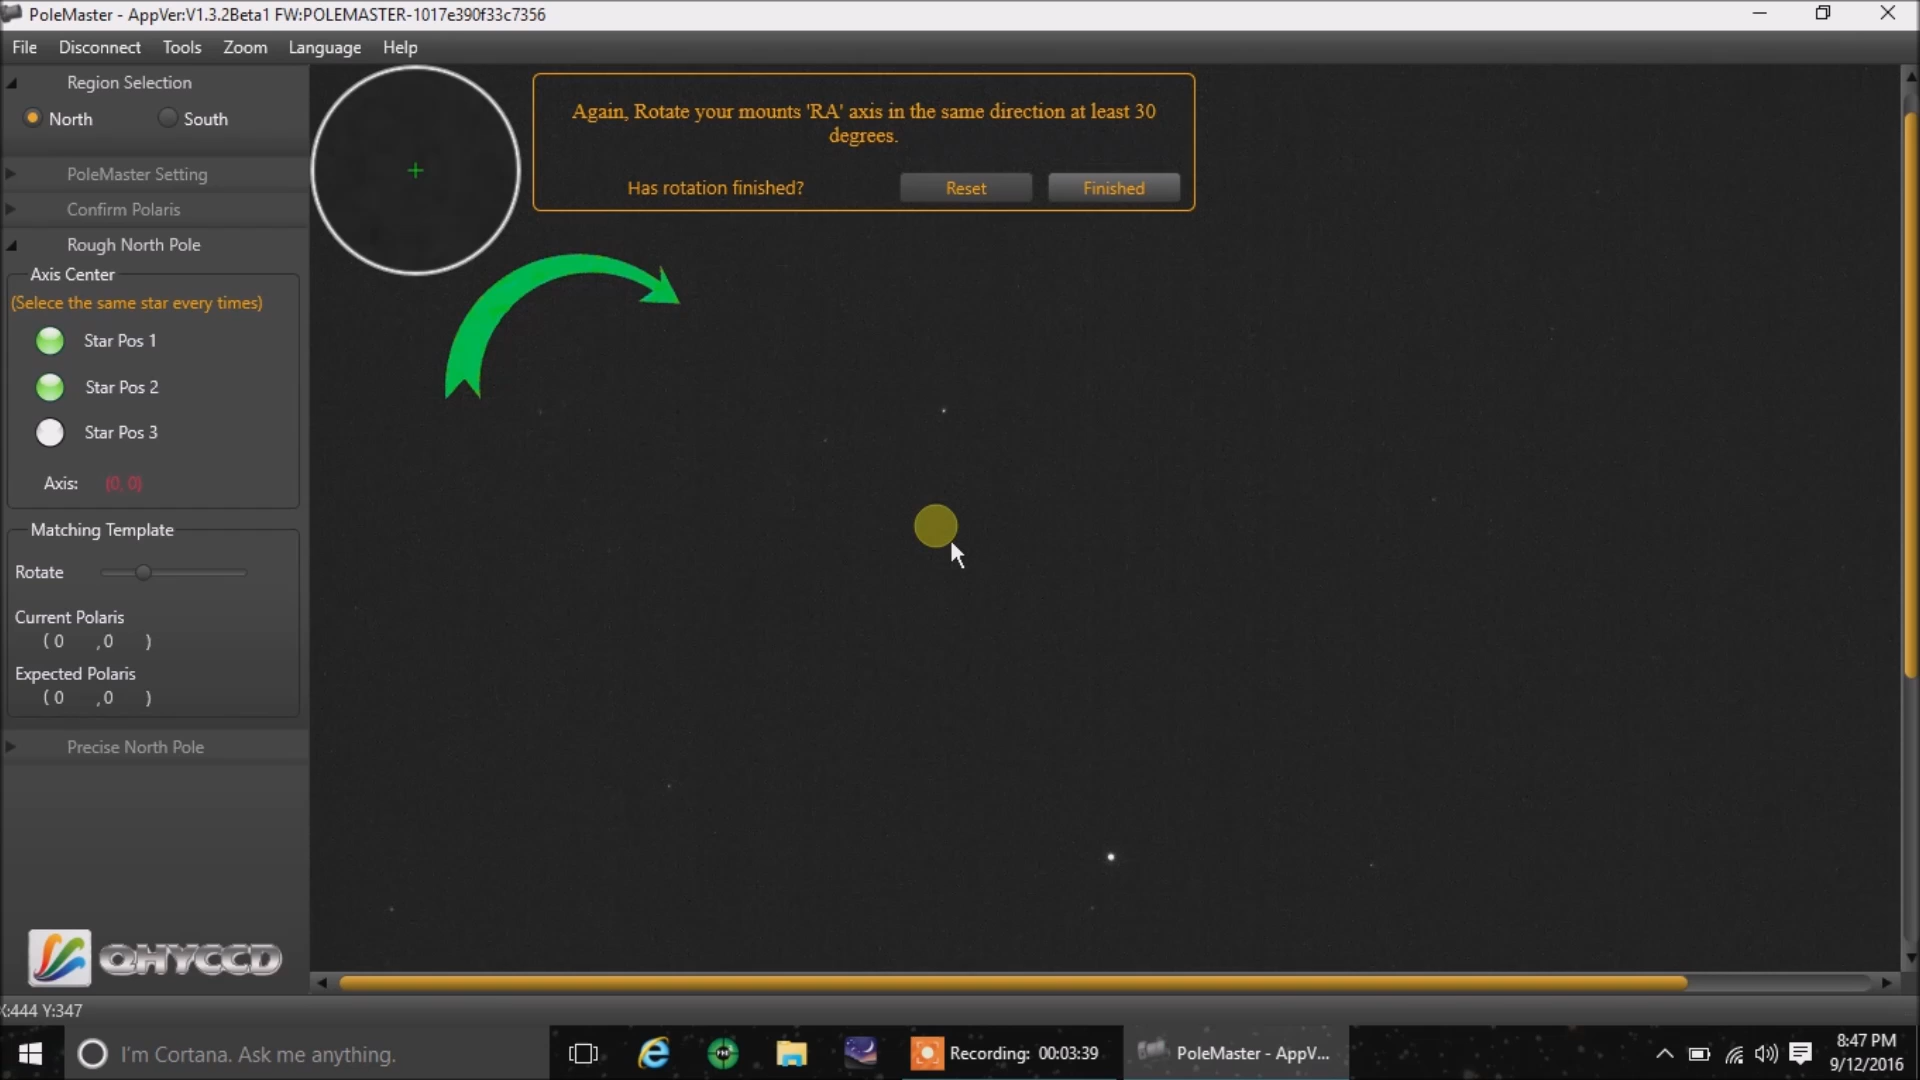 PoleMaster - AppVer:V1.3.2Beta1 FW:POLEMASTER-1017e390f33c7356
File Disconnect Tools Zoom Language Help
Region Selection
North South
PoleMaster Setting
Confirm Polaris
Rough North Pole
Axis Center
(Selece the same star every times)
Star Pos 1
Star Pos 2
Star Pos 3
Axis: (0, 0)
Matching Template
Rotate
Current Polaris
( 0 ,0 )
Expected Polaris
( 0 ,0 )
Precise North Pole
QHYCCD
Again, Rotate your mounts 'RA' axis in the same direction at least 30
degrees.
Has rotation finished? Reset Finished
X:444 Y:347
I'm Cortana. Ask me anything.
Recording: 00:03:39
PoleMaster - AppV...
8:47 PM
9/12/2016